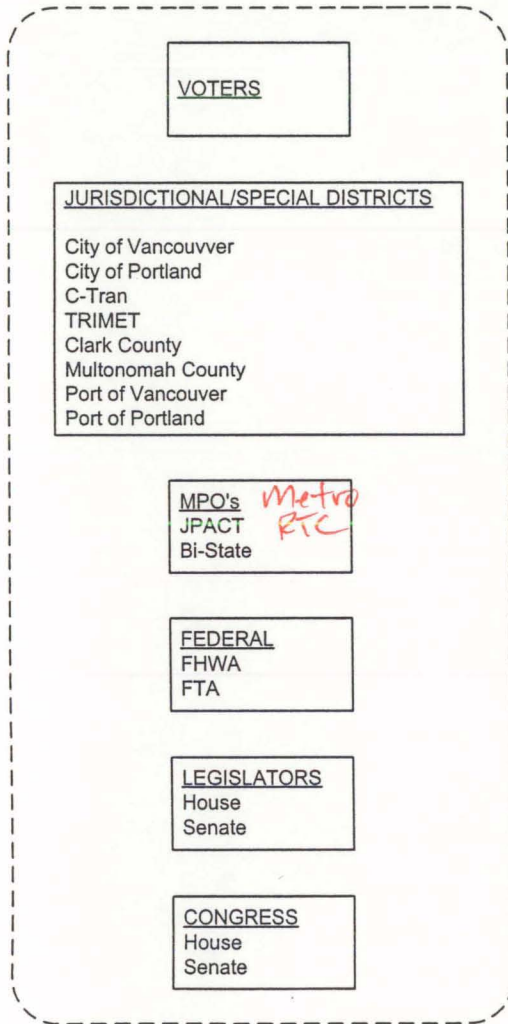 VOTERS
JURISDICTIONAL/SPECIAL DISTRICTS
City of Vancouvver
City of Portland
C-Tran
TRIMET
Clark County
Multonomah County
Port of Vancouver
Port of Portland
MPO's Metro
JPACT RTC
Bi-State
FEDERAL
FHWA
FTA
LEGISLATORS
House
Senate
CONGRESS
House
Senate